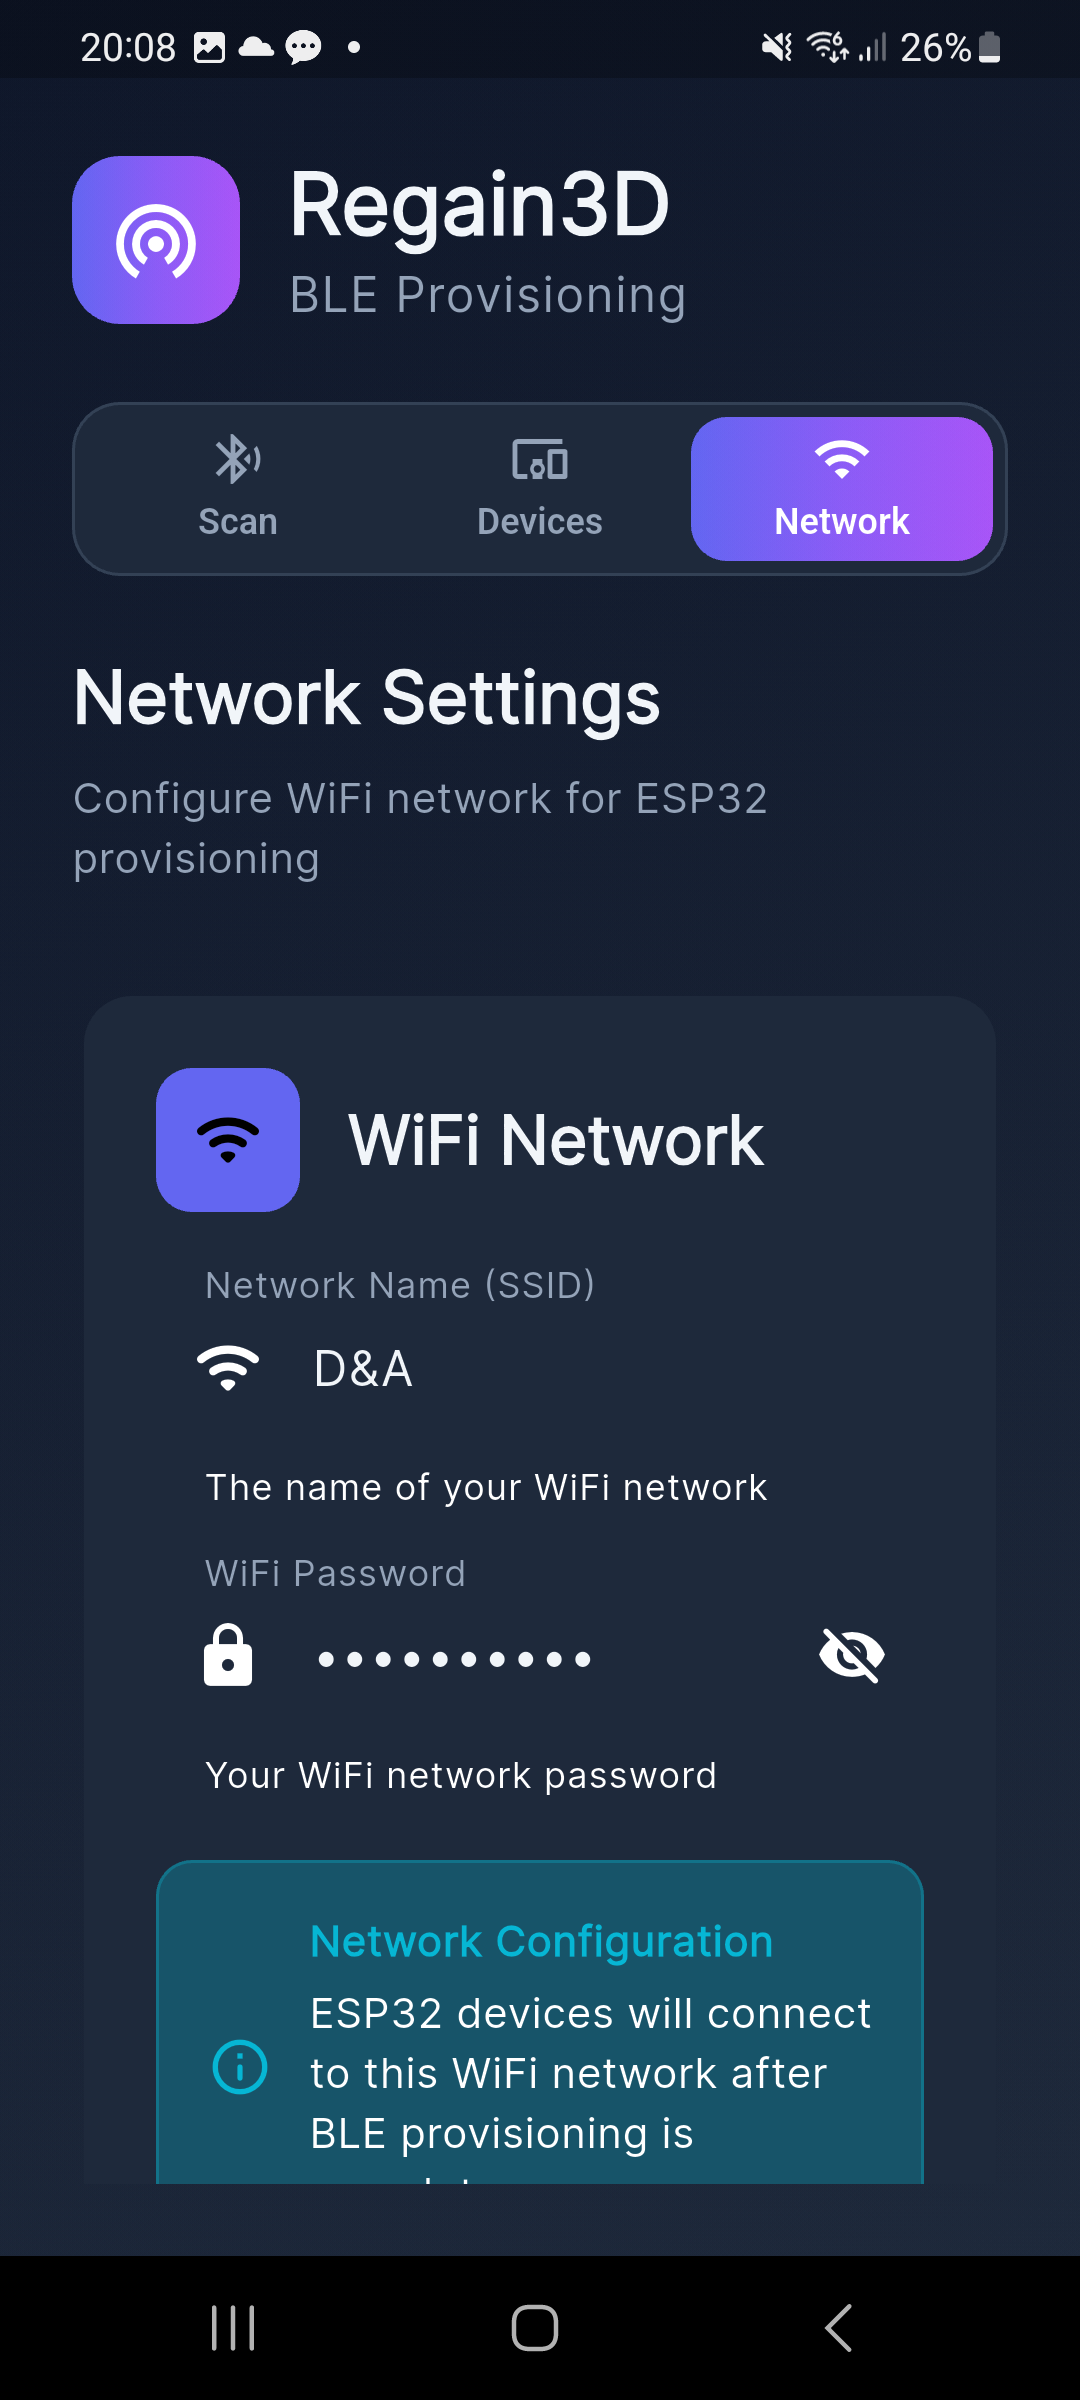 20:08
26%
Regain3D
BLE Provisioning
Scan
Devices
Network
Network Settings
Configure WiFi network for ESP32
provisioning
WiFi Network
Network Name (SSID)
D&A
The name of your WiFi network
WiFi Password
••••••••••
Your WiFi network password
Network Configuration
ESP32 devices will connect
to this WiFi network after
BLE provisioning is